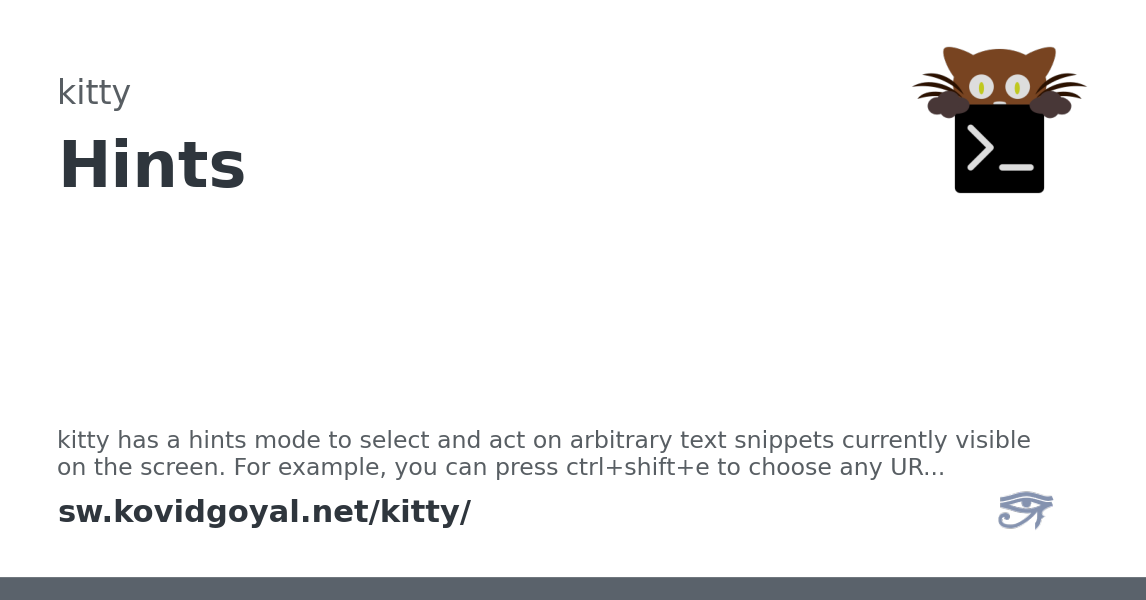 kitty
Hints
kitty has a hints mode to select and act on arbitrary text snippets currently visible
on the screen. For example, you can press ctrl+shift+e to choose any UR...
sw.kovidgoyal.net/kitty/